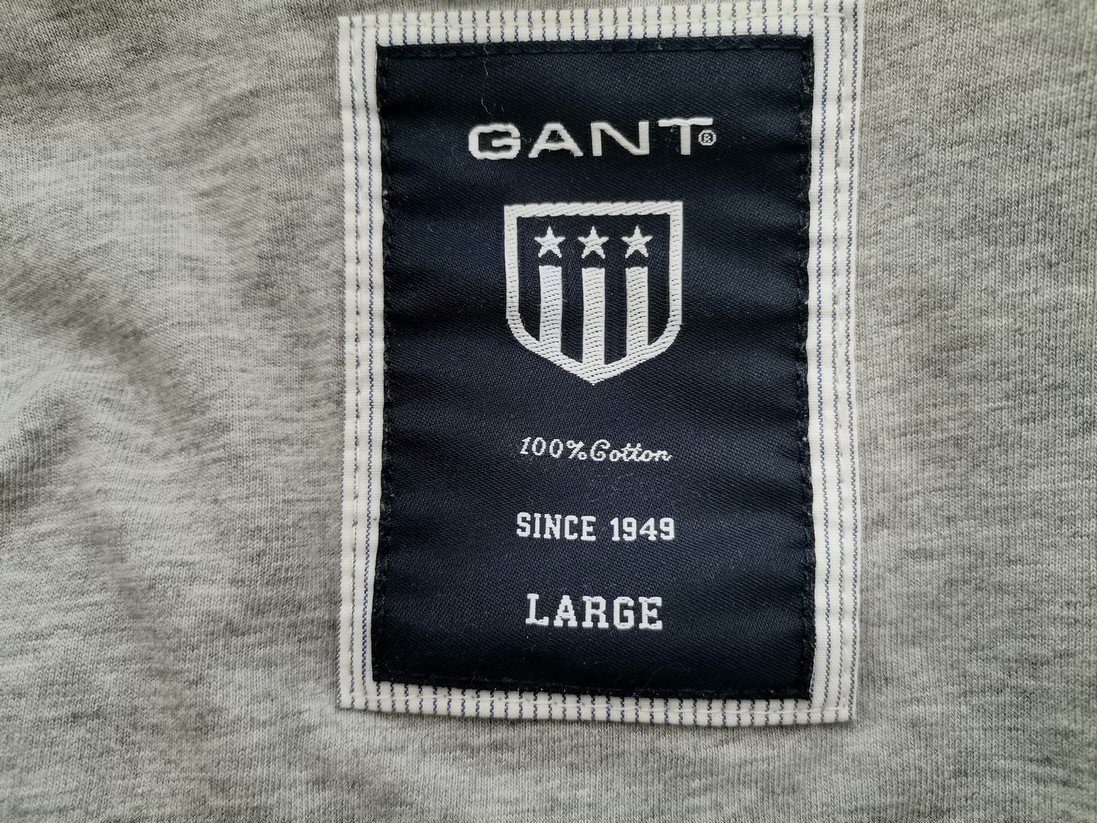 GANT®
100% Cotton
SINCE 1949
LARGE